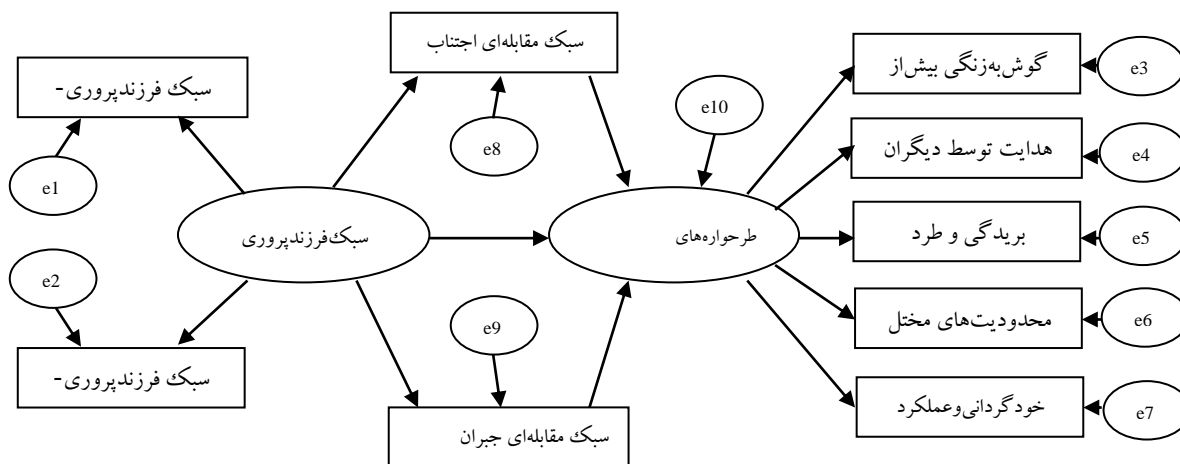 سبک مقابله‌ای اجتناب
گوش‌به‌زنگی بیش‌از
e3
سبک فرزندپروری-
e10
e8
هدایت توسط دیگران
e4
e1
سبک‌فرزندپروری
طرحواره‌های
بریدگی و طرد
e5
e2
e9
محدودیت‌های مختل
e6
سبک فرزندپروری-
خودگردانی‌وعملکرد
e7
سبک مقابله‌ای جبران